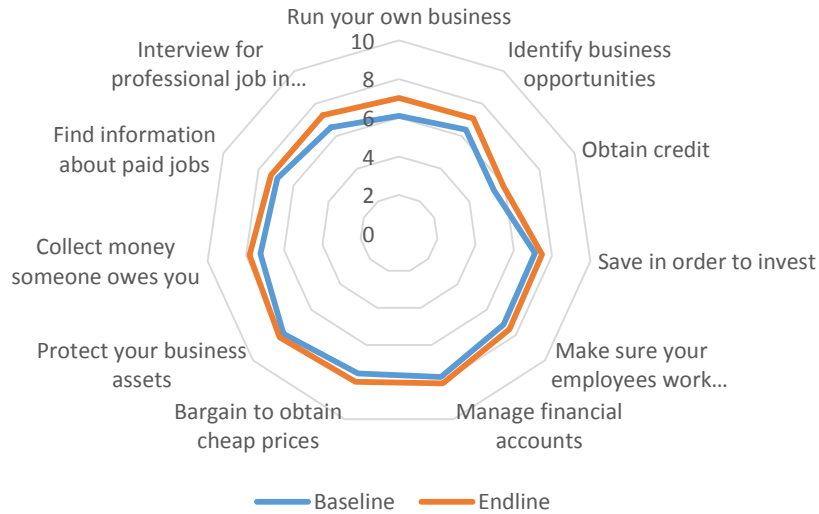 Run your own business
Identify business
opportunities
Obtain credit
Save in order to invest
Make sure your
employees work…
Manage financial
accounts
Bargain to obtain
cheap prices
Protect your business
assets
Collect money
someone owes you
Find information
about paid jobs
Interview for
professional job in…
10
8
6
4
2
0
Baseline
Endline